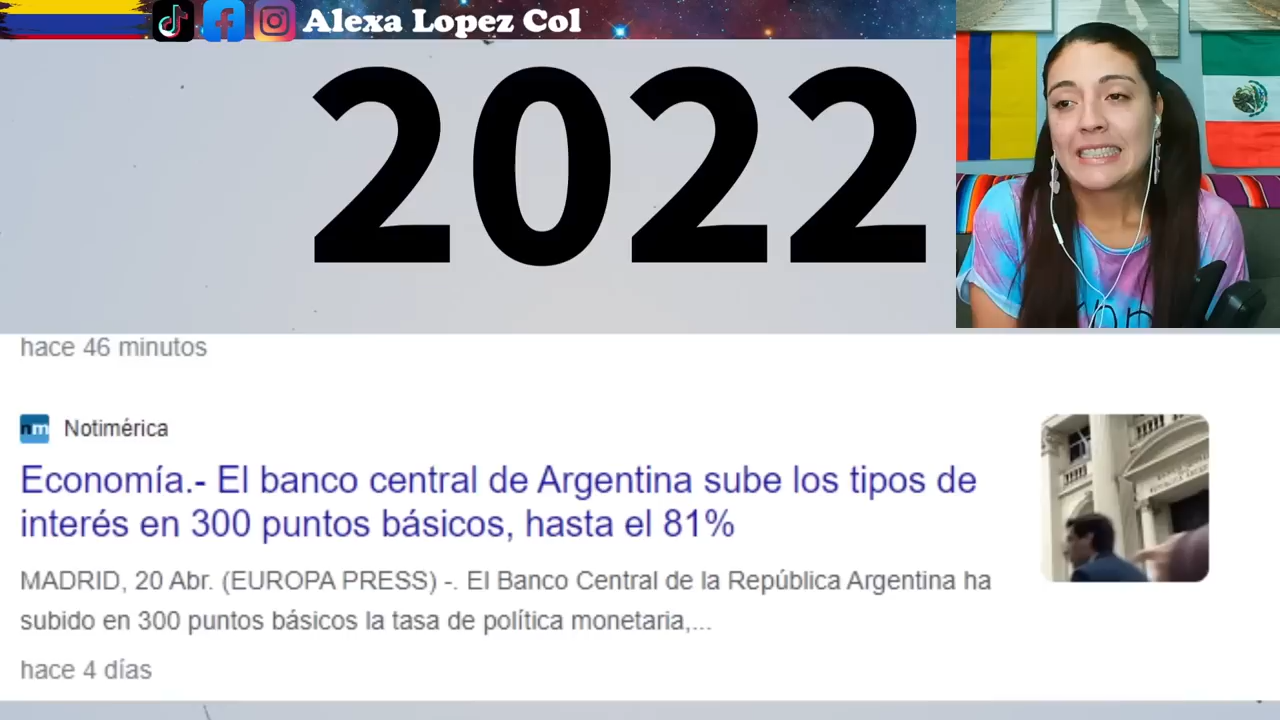 Alexa Lopez Col
2022
hace 46 minutos
nm Notimérica
Economía.- El banco central de Argentina sube los tipos de
interés en 300 puntos básicos, hasta el 81%
MADRID, 20 Abr. (EUROPA PRESS) -. El Banco Central de la República Argentina ha
subido en 300 puntos básicos la tasa de política monetaria,...
hace 4 días